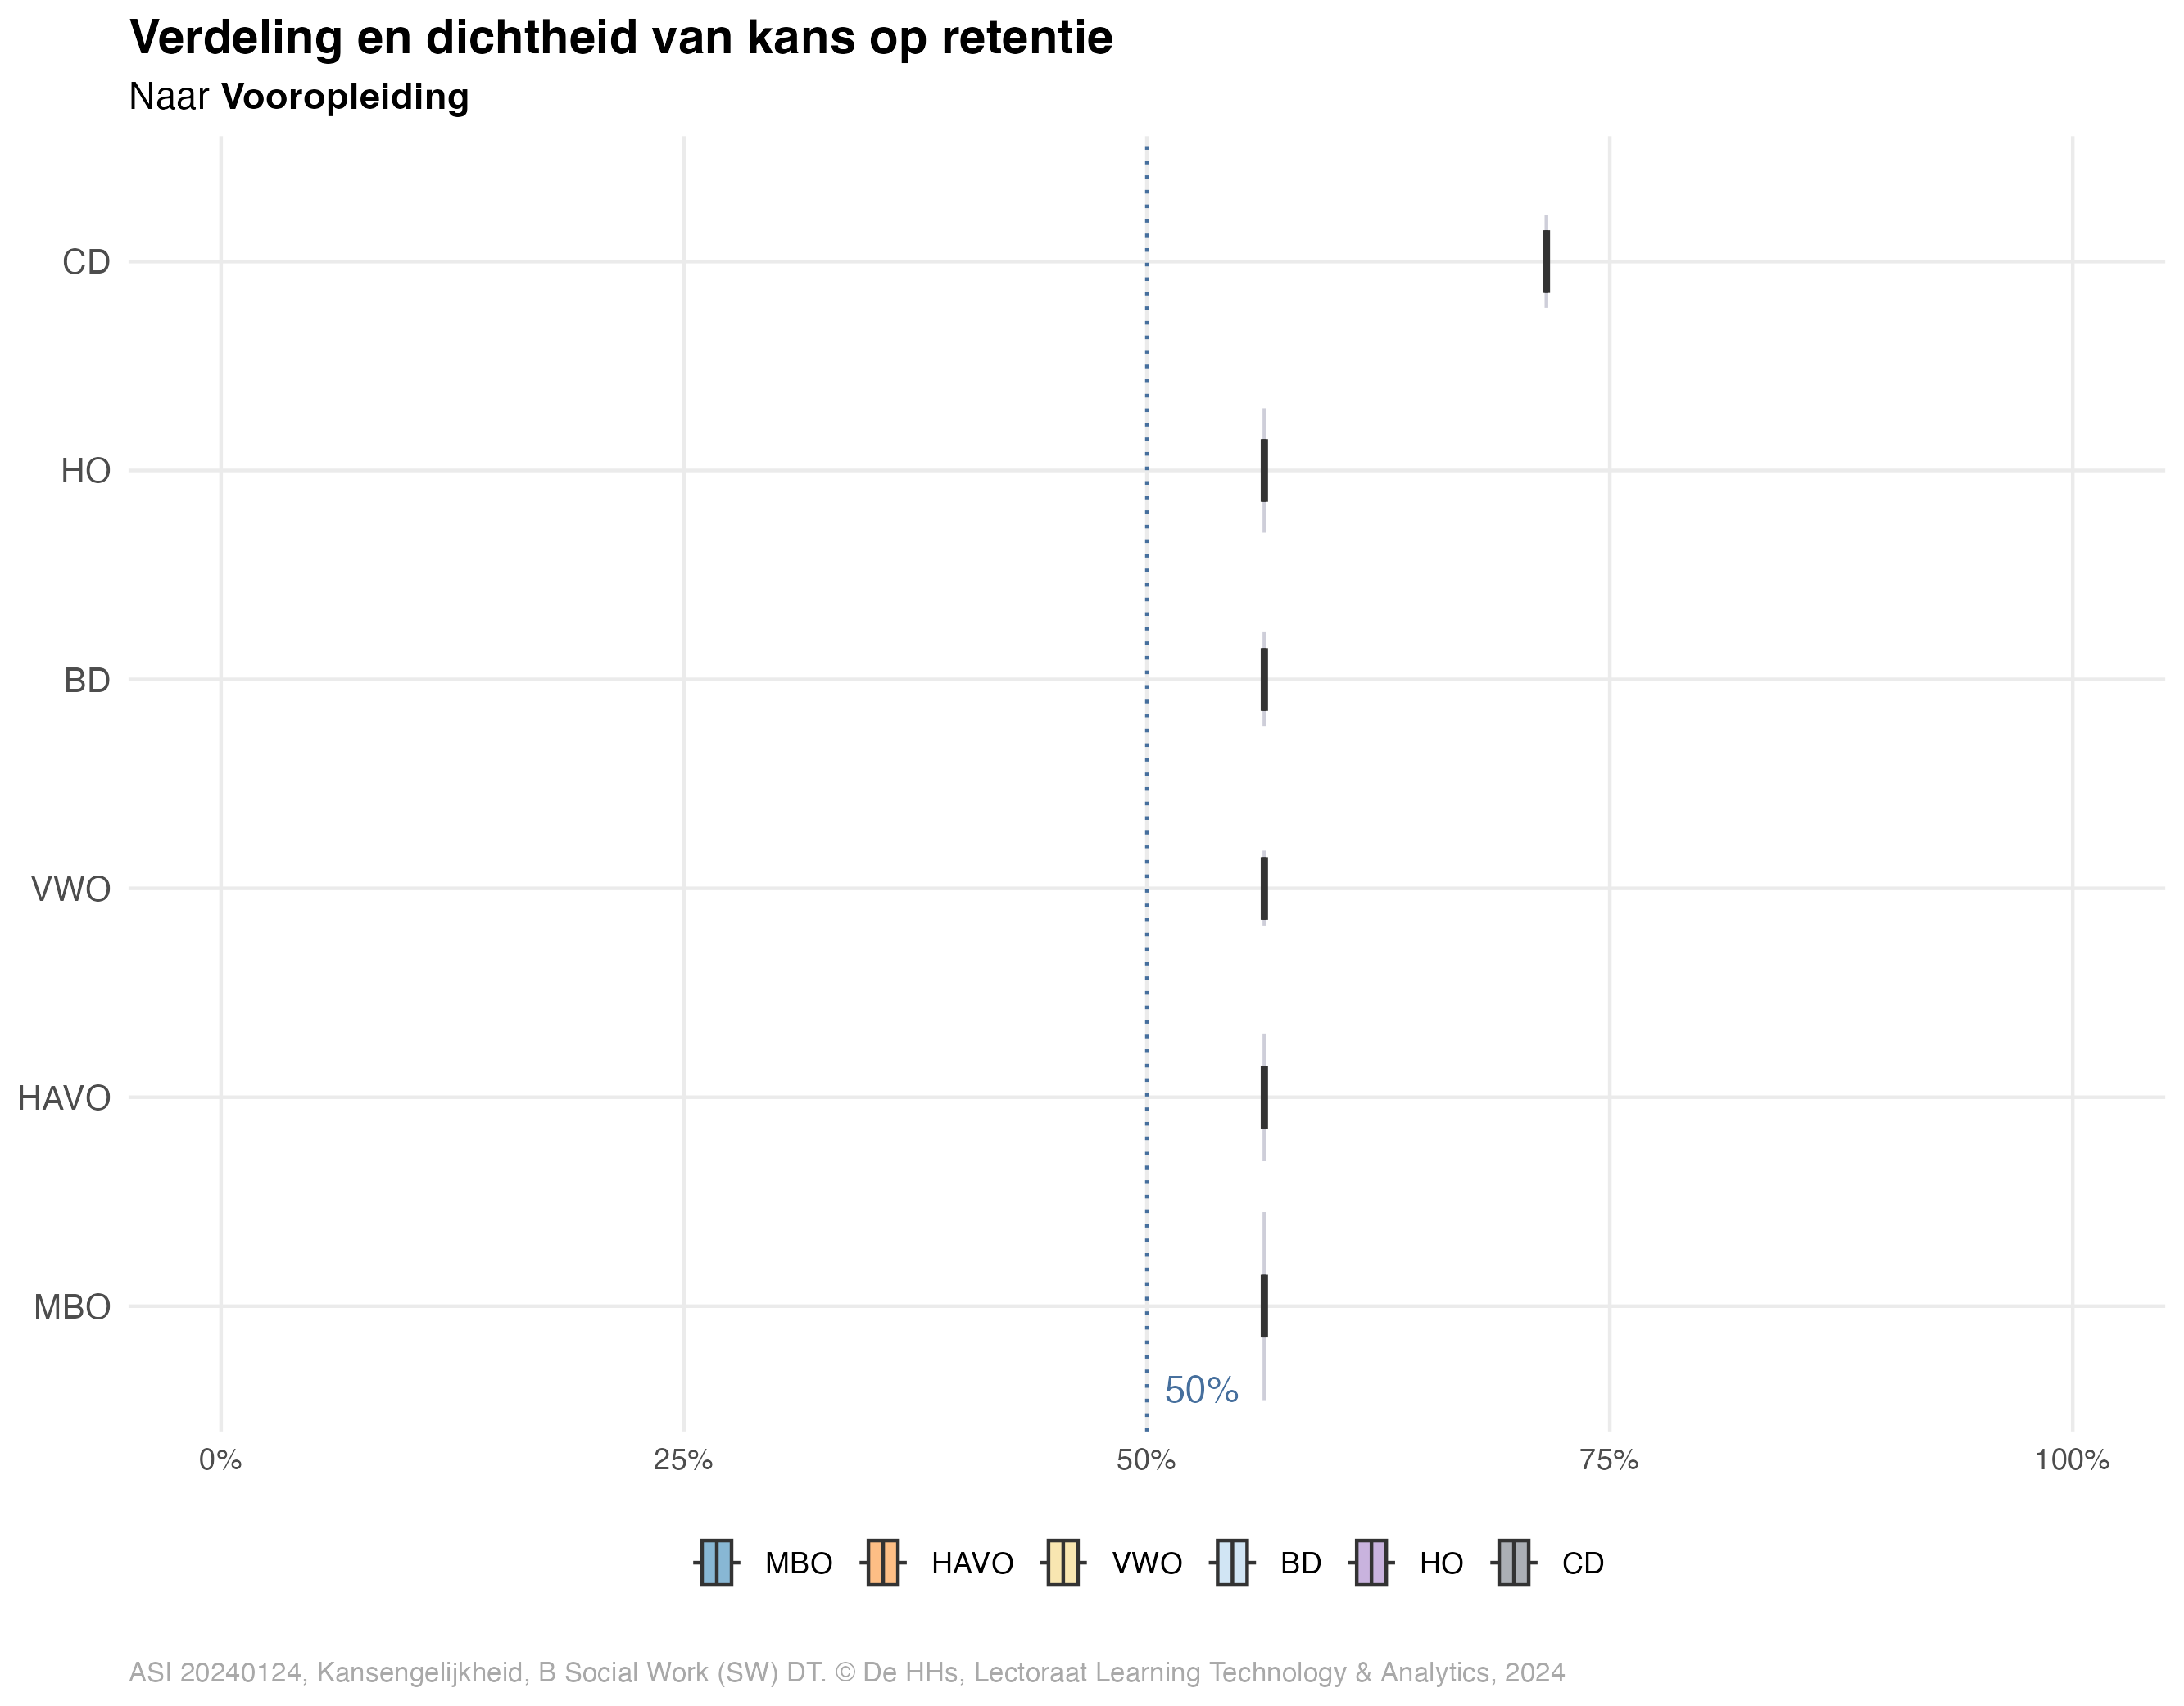 Verdeling en dichtheid van kans op retentie
Naar Vooropleiding
CD
HO
BD
VWO
HAVO
MBO
50%
0% 25% 50% 75% 100%
MBO HAVO VWO BD HO CD
ASI 20240124, Kansengelijkheid, B Social Work (SW) DT. © De HHs, Lectoraat Learning Technology & Analytics, 2024